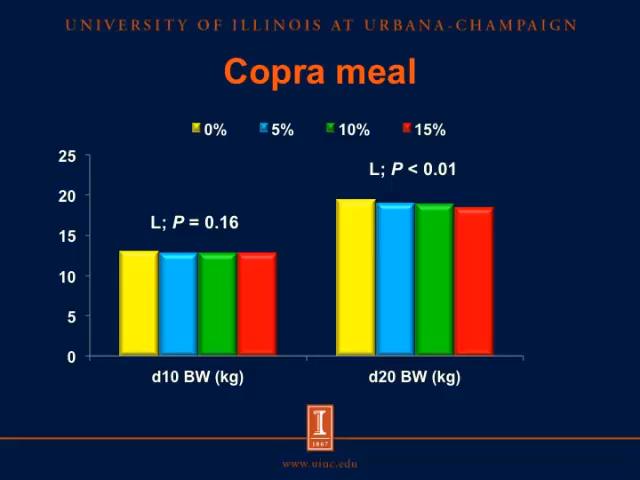 UNIVERSITY OF ILLINOIS AT URBANA-CHAMPAIGN
Copra meal
0% 5% 10% 15%
25
20
15
10
5
0
L; P = 0.16
L; P < 0.01
d10 BW (kg) d20 BW (kg)
I
1867
www.uiuc.edu